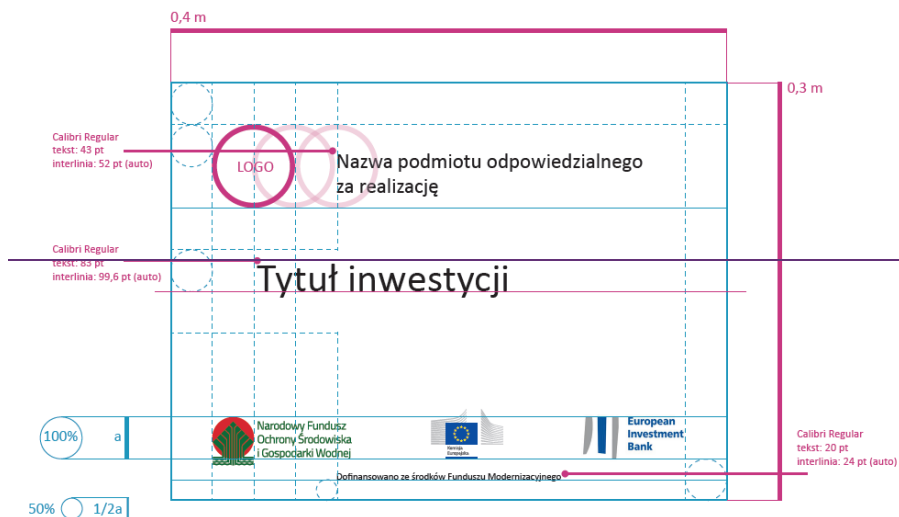 0,4 m
0,3 m
Calibri Regular
tekst: 43 pt
interlinia: 52 pt (auto)
LOGO
Nazwa podmiotu odpowiedzialnego
za realizację
Calibri Regular
tekst: 83 pt
interlinia: 99,6 pt (auto)
Tytuł inwestycji
100%
a
Narodowy Fundusz
Ochrony Środowiska
i Gospodarki Wodnej
Komisja
Europejska
European
Investment
Bank
Calibri Regular
tekst: 20 pt
interlinia: 24 pt (auto)
Dofinansowano ze środków Funduszu Modernizacyjnego
50%
1/2a